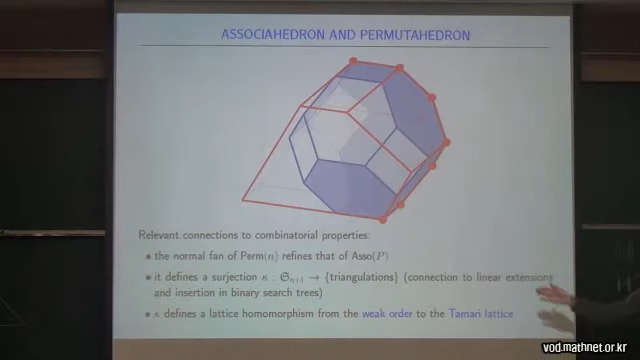 ASSOCIAHEDRON AND PERMUTAHEDRON
Relevant connections to combinatorial properties:
• the normal fan of Perm(n) refines that of Asso(P)
• it defines a surjection κ : 𝔖ₙ₊₁ → {triangulations} (connection to linear extensions
and insertion in binary search trees)
• κ defines a lattice homomorphism from the weak order to the Tamari lattice
vod.mathnet.or.kr